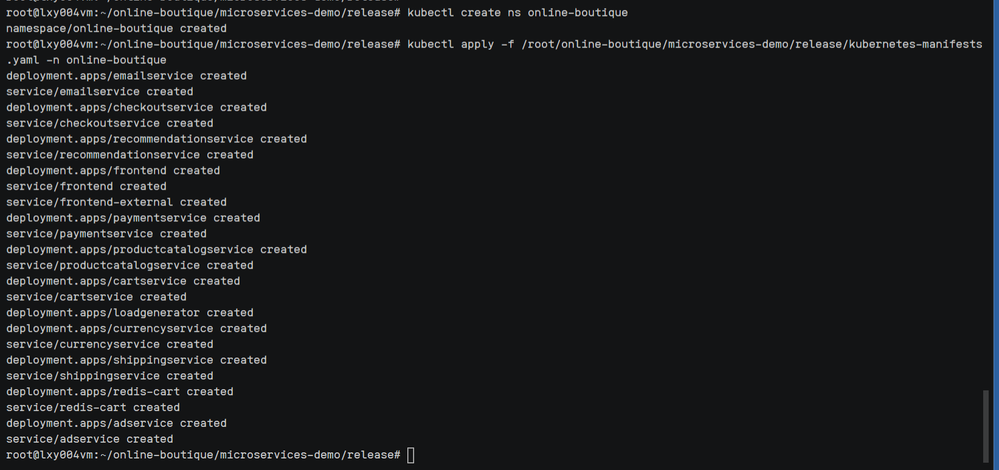 root@lxy004vm:~/online-boutique/microservices-demo/release# kubectl create ns online-boutique
namespace/online-boutique created
root@lxy004vm:~/online-boutique/microservices-demo/release# kubectl apply -f /root/online-boutique/microservices-demo/release/kubernetes-manifests
.yaml -n online-boutique
deployment.apps/emailservice created
service/emailservice created
deployment.apps/checkoutservice created
service/checkoutservice created
deployment.apps/recommendationservice created
service/recommendationservice created
deployment.apps/frontend created
service/frontend created
service/frontend-external created
deployment.apps/paymentservice created
service/paymentservice created
deployment.apps/productcatalogservice created
service/productcatalogservice created
deployment.apps/cartservice created
service/cartservice created
deployment.apps/loadgenerator created
deployment.apps/currencyservice created
service/currencyservice created
deployment.apps/shippingservice created
service/shippingservice created
deployment.apps/redis-cart created
service/redis-cart created
deployment.apps/adservice created
service/adservice created
root@lxy004vm:~/online-boutique/microservices-demo/release#